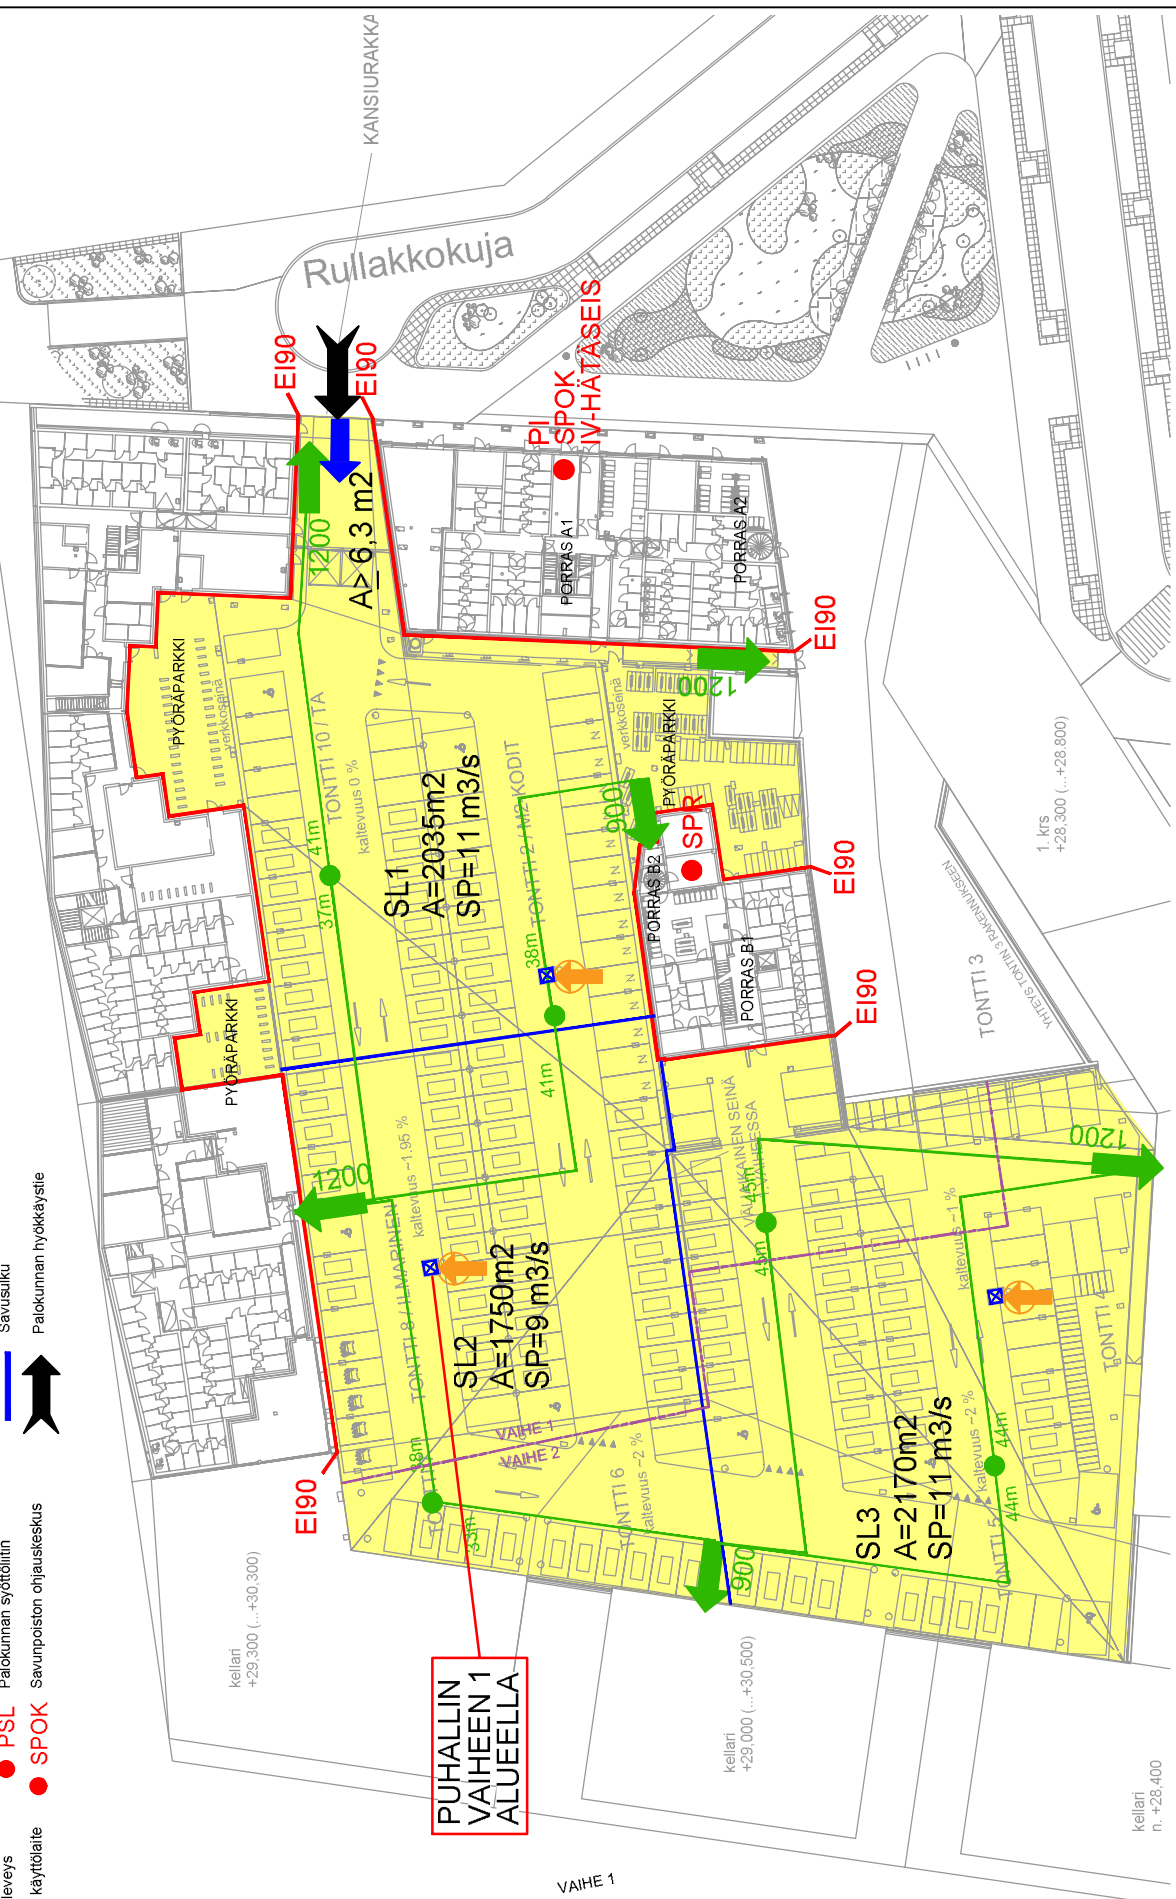 KANSIURAKKA
Rullakkokuja
EI90
EI90
PI
SPOK
IV-HÄTÄSEIS
1200
A>6,3 m2
PORRAS A1
PORRAS A2
PYÖRÄPARKKI
verkkoseinä
TONTTI 10 / TA
kaltevuus 0 %
EI90
1200
verkkoseinä
PYÖRÄPARKKI
41m
37m
SL1
A=2035m2
SP=11 m3/s
TONTTI 2 / M2-KODIT
38m
900
SPR
PORRAS B2
PORRAS B1
EI90
EI90
1. krs
+28,300 (...+28.800)
YHTEYS TONTIN 3 RAKENNUKSEEN
TONTTI 3
PYÖRÄPARKKI
41m
1200
kaltevuus ~1,95 %
TONTTI 8 / ILMARINEN
SL2
A=1750m2
SP=9 m3/s
45m
45m
1200
kaltevuus ~1 %
TONTTI 4
VAIHE 1
VAIHE 2
38m
33m
TONTTI 6
kaltevuus ~2 %
900
SL3
A=2170m2
SP=11 m3/s
kaltevuus ~2 %
44m
44m
TONTTI 5
EI90
Savusulku
Palokunnan hyökkäystie
PSL
Palokunnan syöttöliitin
SPOK
Savunpoiston ohjauskeskus
leveys
käyttölaite
kellari
+29,300 (...+30,300)
PUHALLIN
VAIHEEN 1
ALUEELLA
kellari
+29,000 (...+30,500)
kellari
n. +28,400
VAIHE 1